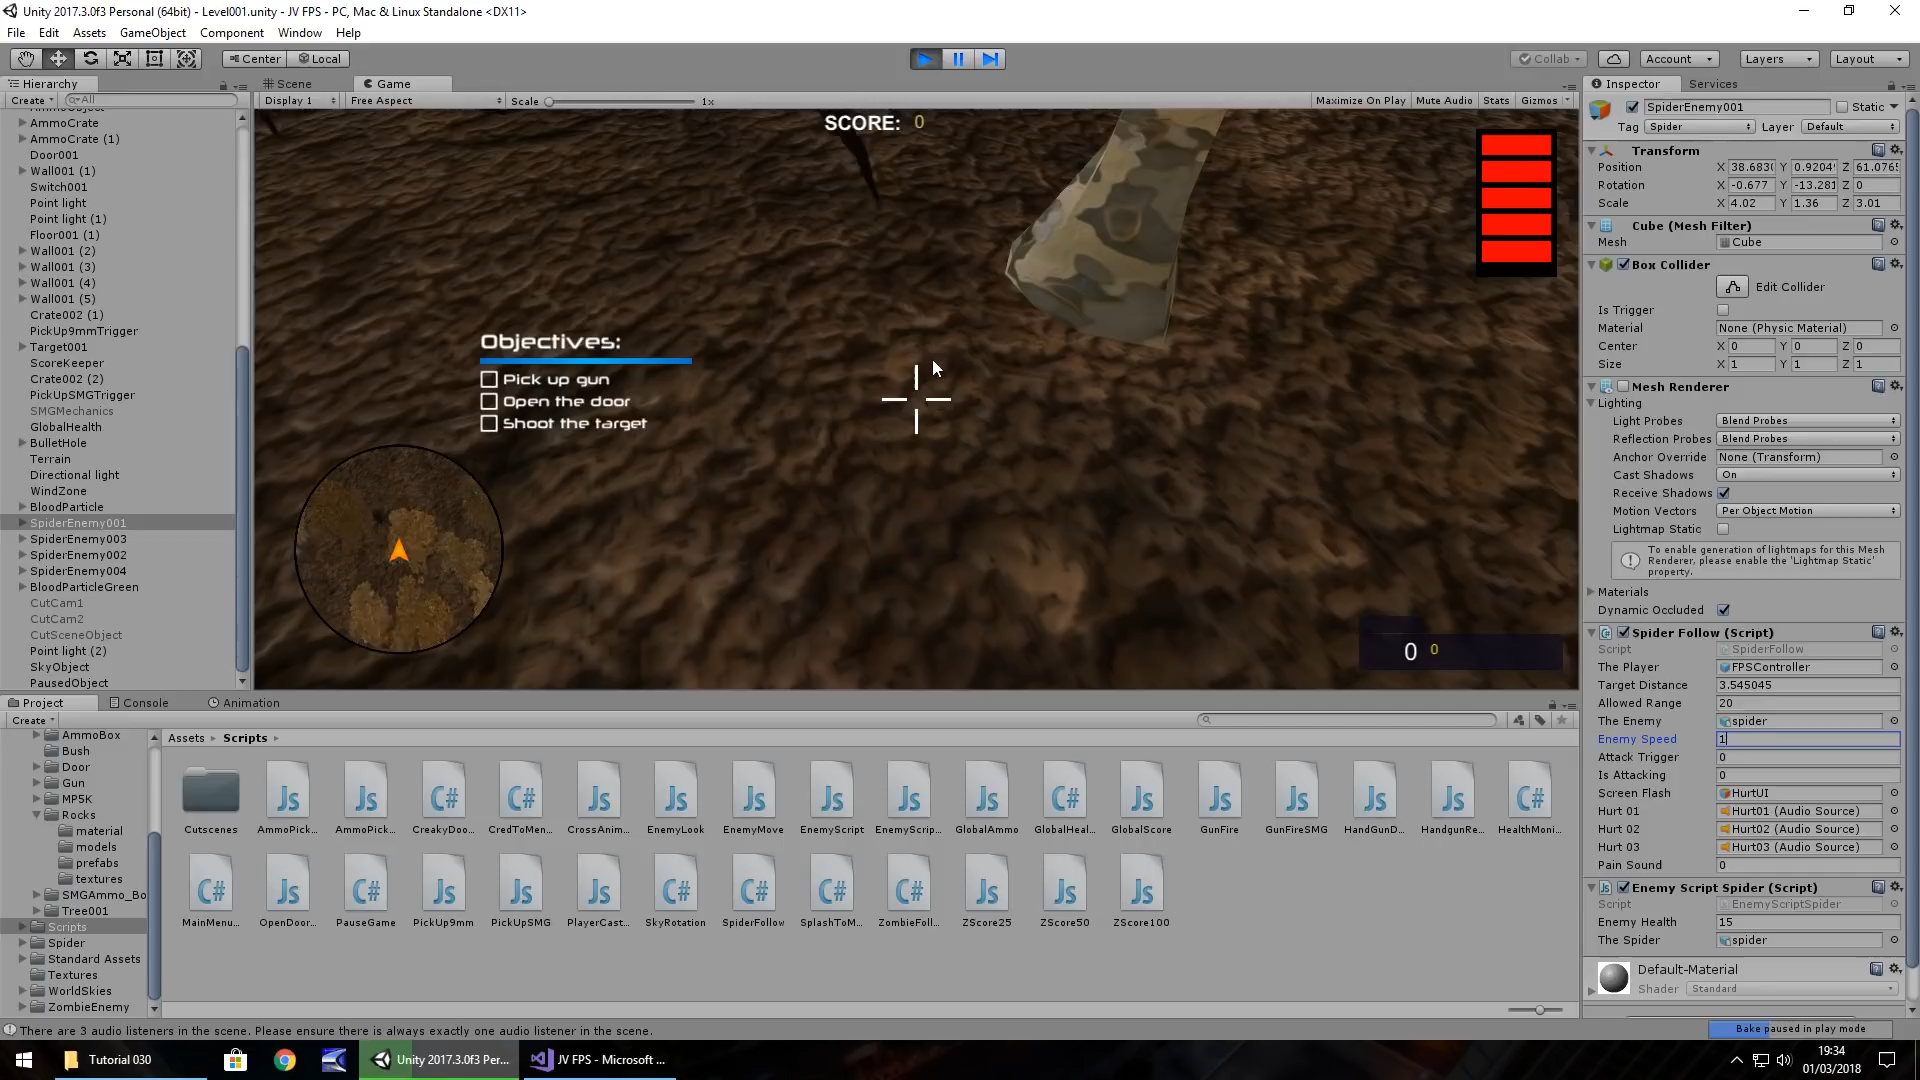 Unity 2017.3.0f3 Personal (64bit) - Level001.unity - JV FPS - PC, Mac & Linux Standalone <DX11>
File Edit Assets GameObject Component Window Help
Center Local Collab Account Layers Layout
Hierarchy
Create All
AmmoObject
AmmoCrate
AmmoCrate (1)
Door001
Wall001 (1)
Switch001
Point light
Point light (1)
Floor001 (1)
Wall001 (2)
Wall001 (3)
Wall001 (4)
Wall001 (5)
Crate002 (1)
PickUp9mmTrigger
Target001
ScoreKeeper
Crate002 (2)
PickUpSMGTrigger
SMGMechanics
GlobalHealth
BulletHole
Terrain
Directional light
WindZone
BloodParticle
SpiderEnemy001
SpiderEnemy003
SpiderEnemy002
SpiderEnemy004
BloodParticleGreen
CutCam1
CutCam2
CutSceneObject
Point light (2)
SkyObject
PausedObject
Scene Game
Display 1 Free Aspect Scale 1x Maximize On Play Mute Audio Stats Gizmos
SCORE: 0
Objectives:
Pick up gun
Open the door
Shoot the target
0 0
Inspector Services
SpiderEnemy001 Static
Tag Spider Layer Default
Transform
Position X 38.683( Y 0.9204 Z 61.076
Rotation X -0.677 Y -13.281 Z 0
Scale X 4.02 Y 1.36 Z 3.01
Cube (Mesh Filter)
Mesh Cube
Box Collider
Edit Collider
Is Trigger
Material None (Physic Material)
Center X 0 Y 0 Z 0
Size X 1 Y 1 Z 1
Mesh Renderer
Lighting
Light Probes Blend Probes
Reflection Probes Blend Probes
Anchor Override None (Transform)
Cast Shadows On
Receive Shadows
Motion Vectors Per Object Motion
Lightmap Static
To enable generation of lightmaps for this Mesh
Renderer, please enable the 'Lightmap Static'
property.
Materials
Dynamic Occluded
Spider Follow (Script)
Script SpiderFollow
The Player FPSController
Target Distance 3.545045
Allowed Range 20
The Enemy spider
Enemy Speed 1
Attack Trigger 0
Is Attacking 0
Screen Flash HurtUI
Hurt 01 Hurt01 (Audio Source)
Hurt 02 Hurt02 (Audio Source)
Hurt 03 Hurt03 (Audio Source)
Pain Sound 0
Enemy Script Spider (Script)
Script EnemyScriptSpider
Enemy Health 15
The Spider spider
Default-Material
Shader Standard
Project Console Animation
Create
AmmoBox
Bush
Door
Gun
MP5K
Rocks
material
models
prefabs
textures
SMGAmmo_Bo
Tree001
Scripts
Spider
Standard Assets
Textures
WorldSkies
ZombieEnemy
Assets Scripts
Cutscenes AmmoPick... AmmoPick... CreakyDoo... CredToMen... CrossAnim... EnemyLook EnemyMove EnemyScript EnemyScrip... GlobalAmmo GlobalHeal... GlobalScore GunFire GunFireSMG HandGunD... HandgunRe... HealthMoni...
MainMenu... OpenDoor... PauseGame PickUp9mm PickUpSMG PlayerCast... SkyRotation SpiderFollow SplashToM... ZombieFoll... ZScore25 ZScore50 ZScore100
There are 3 audio listeners in the scene. Please ensure there is always exactly one audio listener in the scene.
Bake paused in play mode
Tutorial 030 Unity 2017.3.0f3 Per... JV FPS - Microsoft ...
19:34
01/03/2018